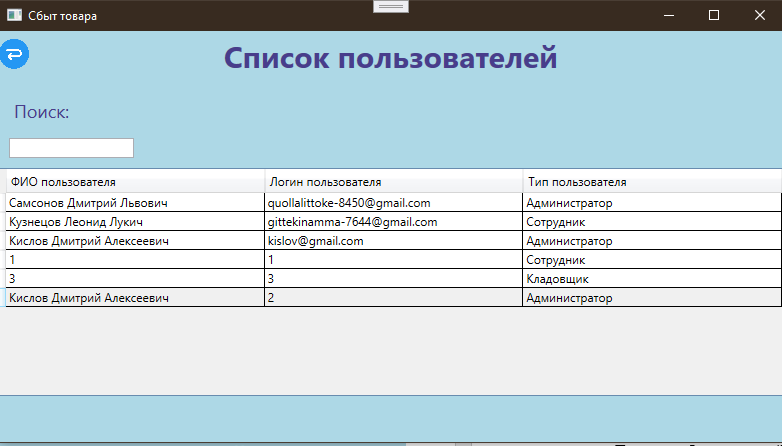 Сбыт товара
Список пользователей
Поиск:
ФИО пользователя Логин пользователя Тип пользователя
Самсонов Дмитрий Львович quollalittoke-8450@gmail.com Администратор
Кузнецов Леонид Лукич gittekinamma-7644@gmail.com Сотрудник
Кислов Дмитрий Алексеевич kislov@gmail.com Администратор
1 1 Сотрудник
3 3 Кладовщик
Кислов Дмитрий Алексеевич 2 Администратор